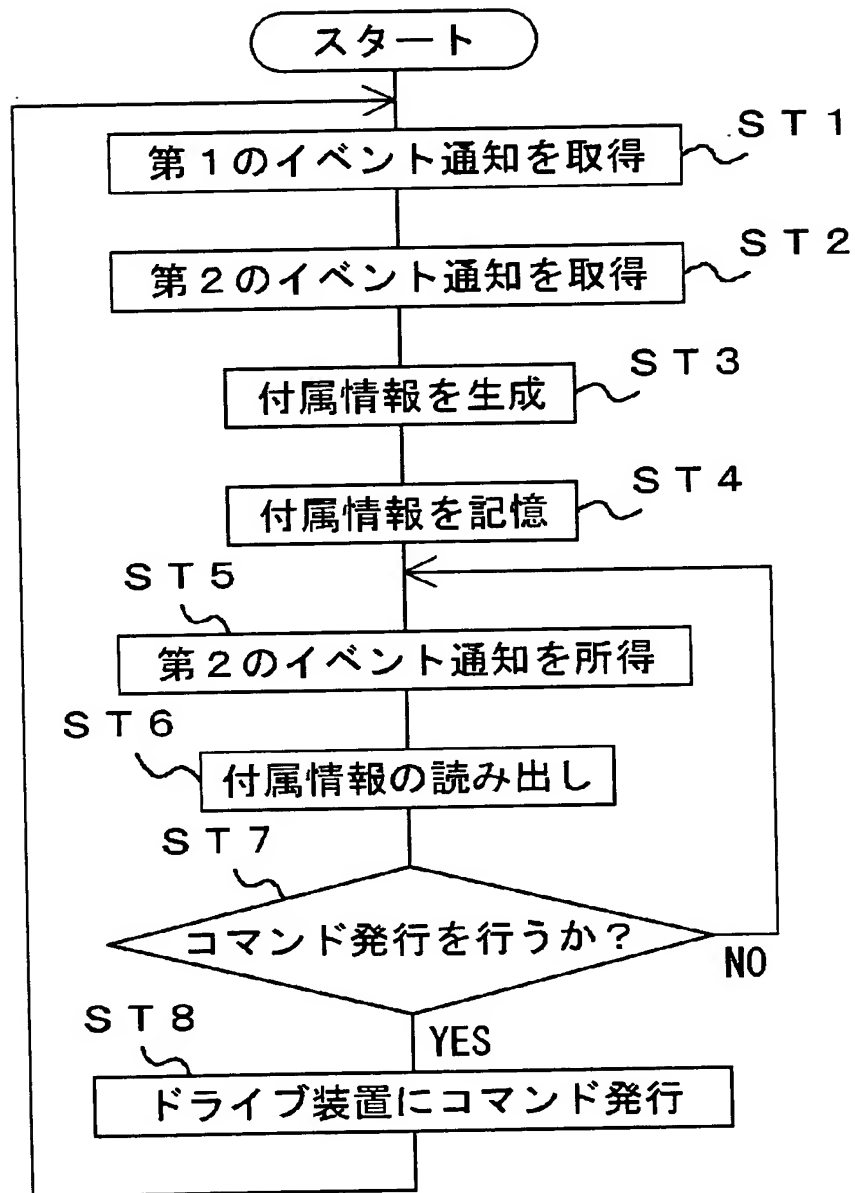 スタート
第1のイベント通知を取得
ST1
第2のイベント通知を取得
ST2
付属情報を生成
ST3
付属情報を記憶
ST4
ST5
第2のイベント通知を所得
ST6
付属情報の読み出し
ST7
コマンド発行を行うか?
NO
YES
ST8
ドライブ装置にコマンド発行